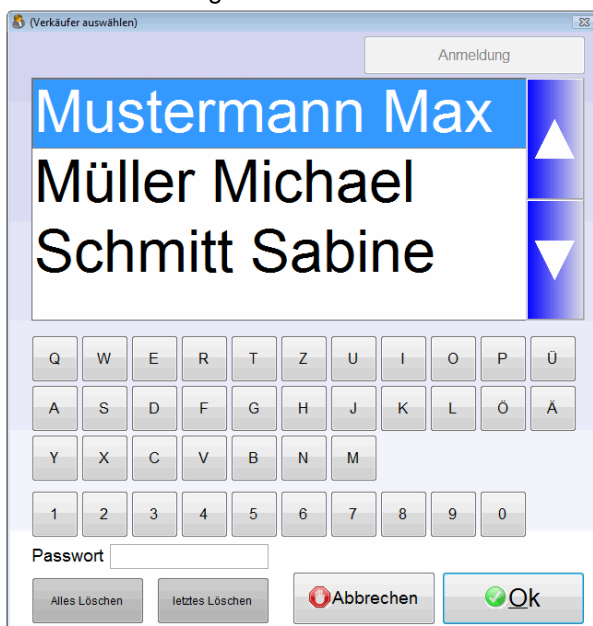 (Verkäufer auswählen)
Anmeldung
Mustermann Max
Müller Michael
Schmitt Sabine
Q W E R T Z U I O P Ü
A S D F G H J K L Ö Ä
Y X C V B N M
1 2 3 4 5 6 7 8 9 0
Passwort
Alles Löschen letztes Löschen Abbrechen Ok